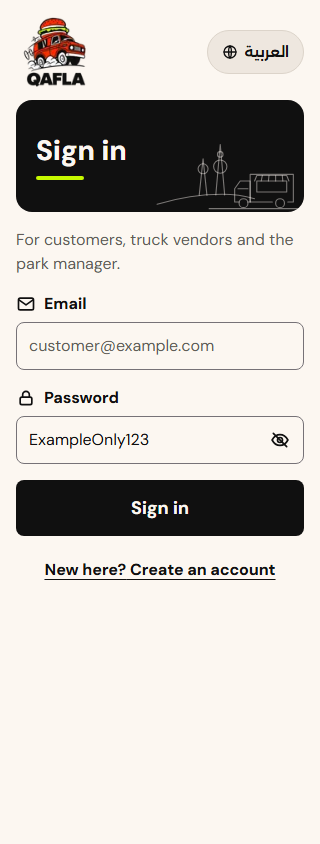 QAFLA
العربية
Sign in
For customers, truck vendors and the
park manager.
Email
customer@example.com
Password
ExampleOnly123
Sign in
New here? Create an account